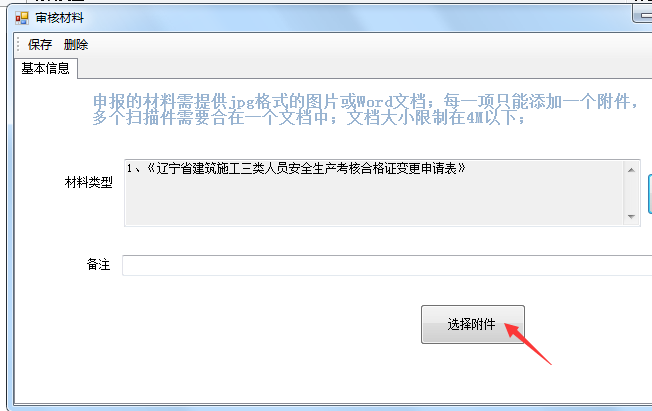 审核材料
保存 删除
基本信息
申报的材料需提供jpg格式的图片或Word文档；每一项只能添加一个附件，
多个扫描件需要合在一个文档中；文档大小限制在4M以下；
材料类型
1、《辽宁省建筑施工三类人员安全生产考核合格证变更申请表》
备注
选择附件